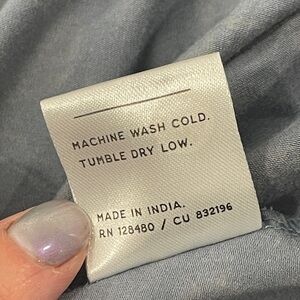 MACHINE WASH COLD.
TUMBLE DRY LOW.
MADE IN INDIA.
RN 128480 / CU 832196